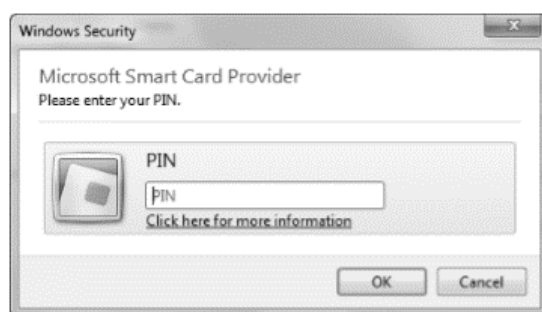 Windows Security
Microsoft Smart Card Provider
Please enter your PIN.
PIN
PIN
Click here for more information
OK Cancel